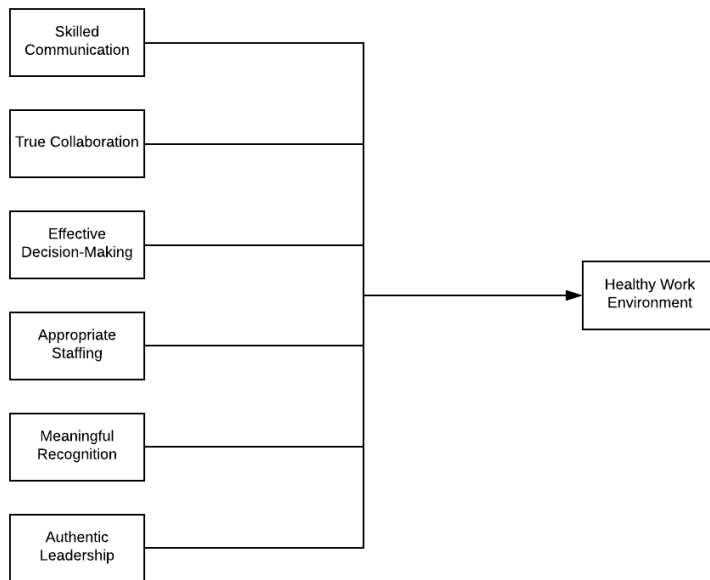 Skilled
Communication
True Collaboration
Effective
Decision-Making
Appropriate
Staffing
Meaningful
Recognition
Authentic
Leadership
Healthy Work
Environment